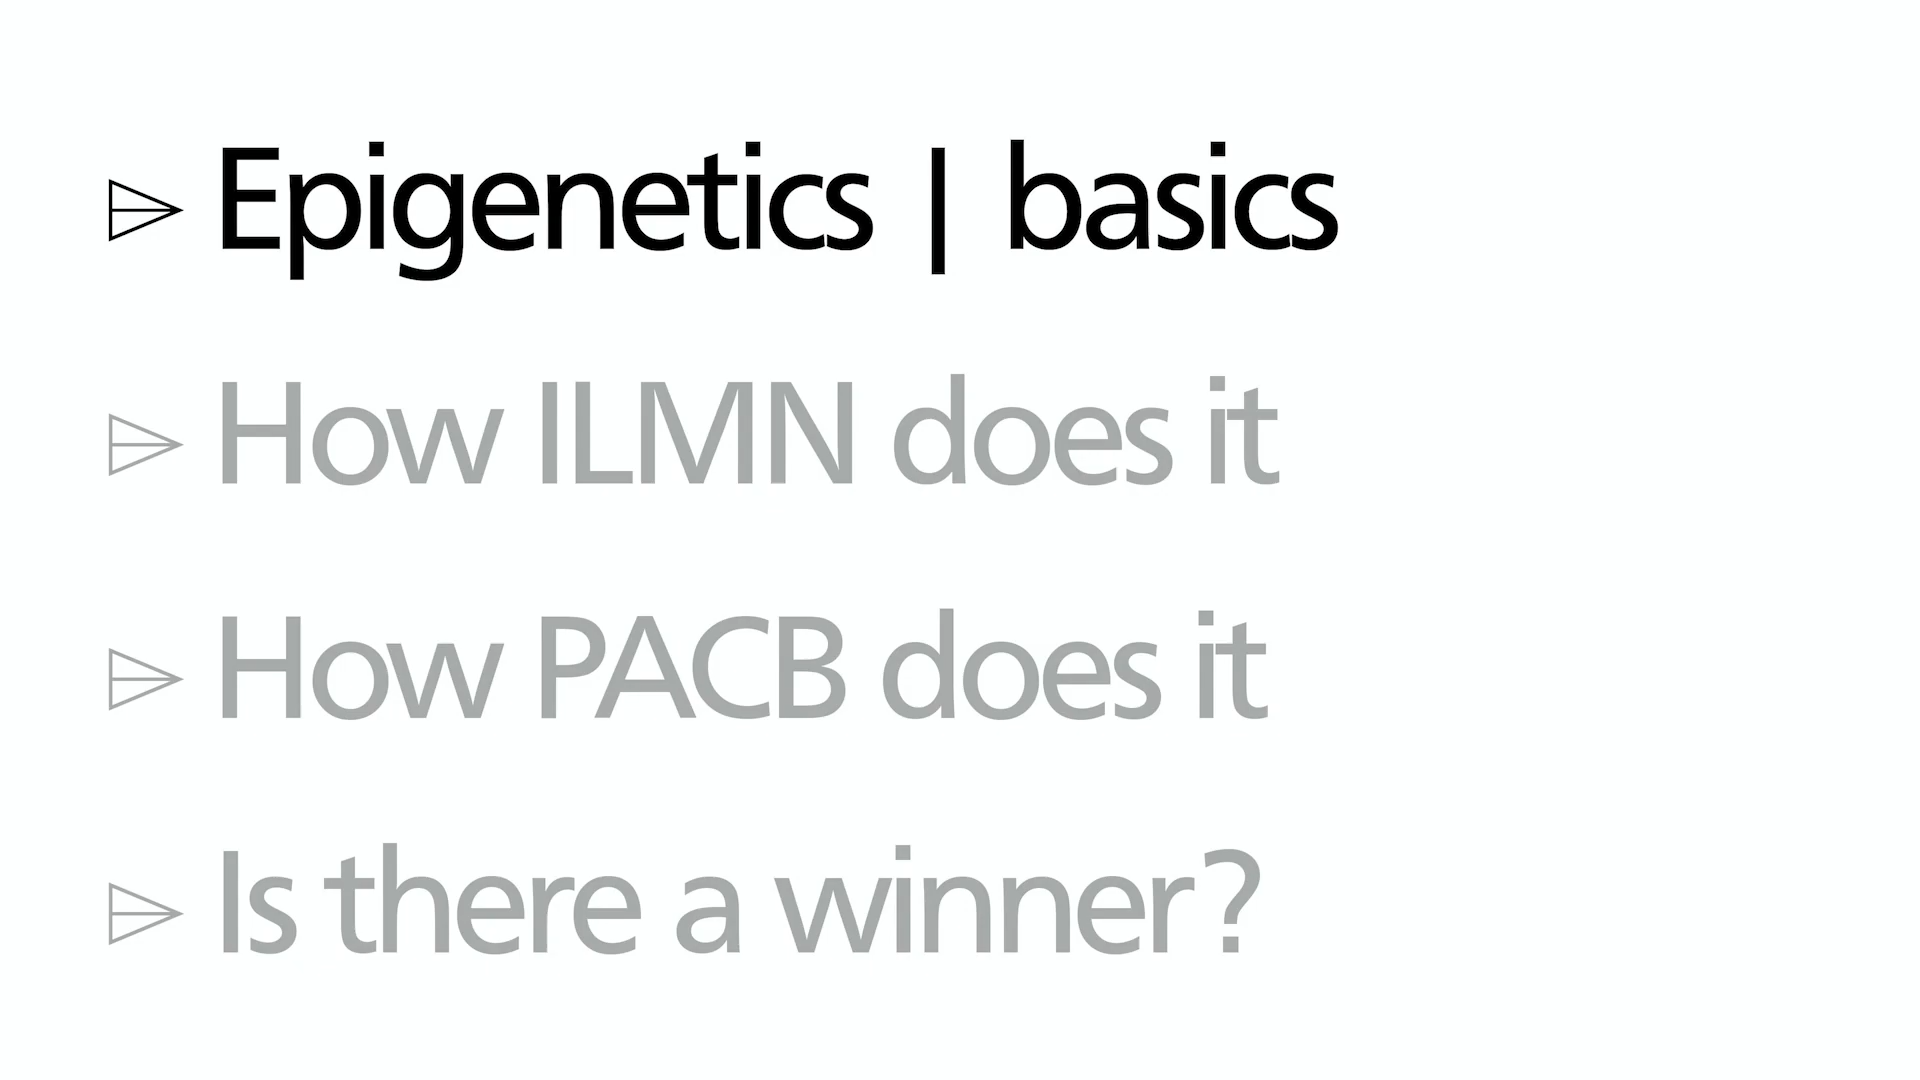 Epigenetics | basics
How ILMN does it
How PACB does it
Is there a winner?